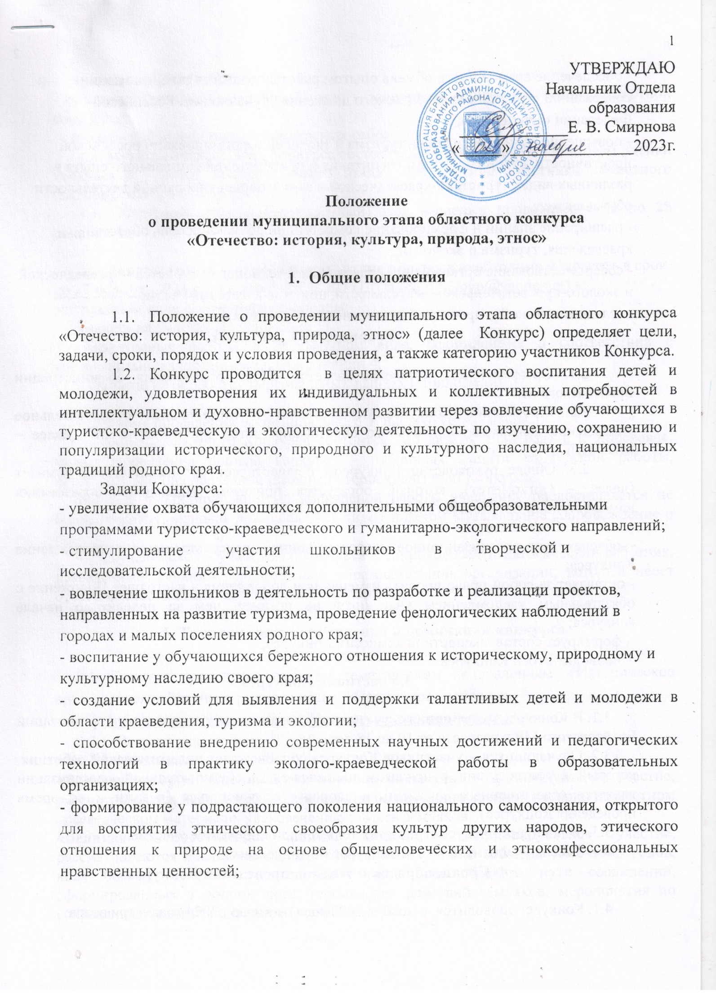 1
УТВЕРЖДАЮ
Начальник Отдела
образования
Е. В. Смирнова
« » ноября 2023г.
АДМИНИСТРАЦИЯ БРЕЙТОВСКОГО МУНИЦИПАЛЬНОГО РАЙОНА
ОТДЕЛ ОБРАЗОВАНИЯ АДМИНИСТРАЦИИ БРЕЙТОВСКОГО
МУНИЦИПАЛЬНОГО РАЙОНА (ОТДЕЛ ОБРАЗОВАНИЯ)
* * *
Положение
о проведении муниципального этапа областного конкурса
«Отечество: история, культура, природа, этнос»
1. Общие положения
1.1. Положение о проведении муниципального этапа областного конкурса
«Отечество: история, культура, природа, этнос» (далее Конкурс) определяет цели,
задачи, сроки, порядок и условия проведения, а также категорию участников Конкурса.
1.2. Конкурс проводится в целях патриотического воспитания детей и
молодежи, удовлетворения их индивидуальных и коллективных потребностей в
интеллектуальном и духовно-нравственном развитии через вовлечение обучающихся в
туристско-краеведческую и экологическую деятельность по изучению, сохранению и
популяризации исторического, природного и культурного наследия, национальных
традиций родного края.
Задачи Конкурса:
- увеличение охвата обучающихся дополнительными общеобразовательными
программами туристско-краеведческого и гуманитарно-экологического направлений;
- стимулирование участия школьников в творческой и
исследовательской деятельности;
- вовлечение школьников в деятельность по разработке и реализации проектов,
направленных на развитие туризма, проведение фенологических наблюдений в
городах и малых поселениях родного края;
- воспитание у обучающихся бережного отношения к историческому, природному и
культурному наследию своего края;
- создание условий для выявления и поддержки талантливых детей и молодежи в
области краеведения, туризма и экологии;
- способствование внедрению современных научных достижений и педагогических
технологий в практику эколого-краеведческой работы в образовательных
организациях;
- формирование у подрастающего поколения национального самосознания, открытого
для восприятия этнического своеобразия культур других народов, этического
отношения к природе на основе общечеловеческих и этноконфессиональных
нравственных ценностей;